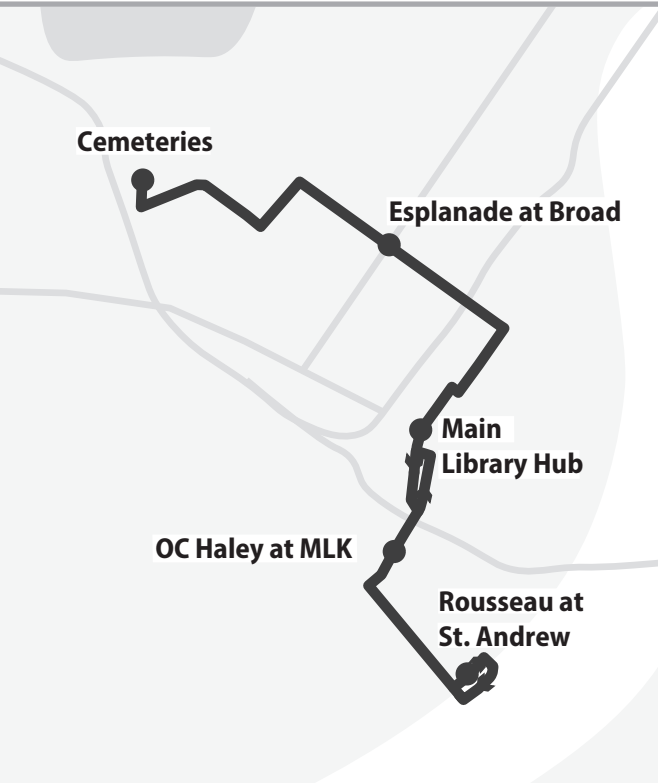 Cemeteries
Esplanade at Broad
Main
Library Hub
OC Haley at MLK
Rousseau at
St. Andrew